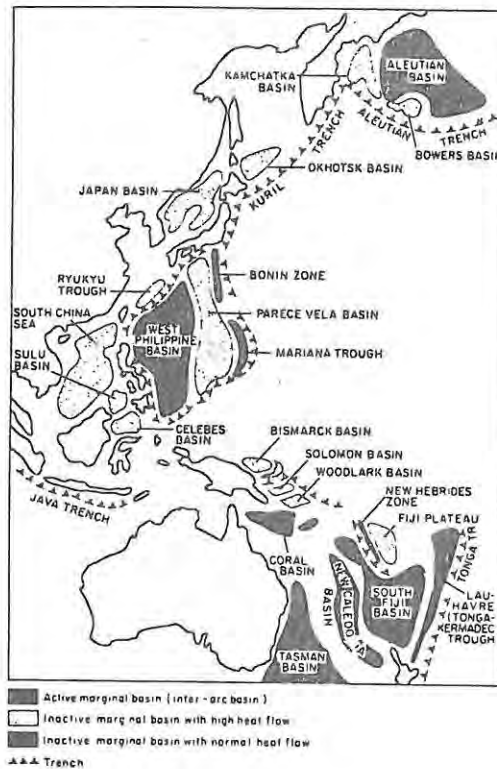 KAMCHATKA
BASIN
ALEUTIAN
BASIN
TRENCH
ALEUTIAN
TRENCH
BOWERS BASIN
OKHOTSK BASIN
KURIL
JAPAN BASIN
RYUKYU
TROUGH
BONIN ZONE
SOUTH CHINA
SEA
WEST
PHILIPPINE
BASIN
PARECE VELA BASIN
SULU
BASIN
MARIANA TROUGH
CELEBES
BASIN
BISMARCK BASIN
SOLOMON BASIN
WOODLARK BASIN
JAVA TRENCH
NEW HEBRIDES
ZONE
FIJI PLATEAU
TONGA TR
CORAL
BASIN
NEW CALEDONIA
BASIN
SOUTH
FIJI
BASIN
LAU-
HAVRE
(TONGA-
KERMADEC
TROUGH
TASMAN
BASIN
Active marginal basin (inter-arc basin)
Inactive marginal basin with high heat flow
Inactive marginal basin with normal heat flow
Trench